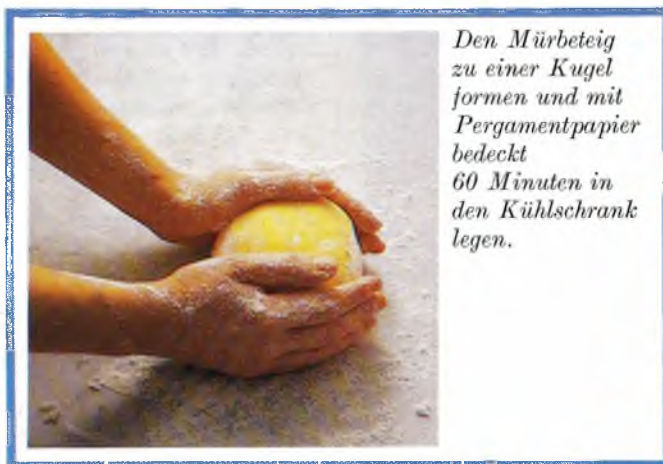 Den Mürbeteig
zu einer Kugel
formen und mit
Pergamentpapier
bedeckt
60 Minuten in
den Kühlschrank
legen.